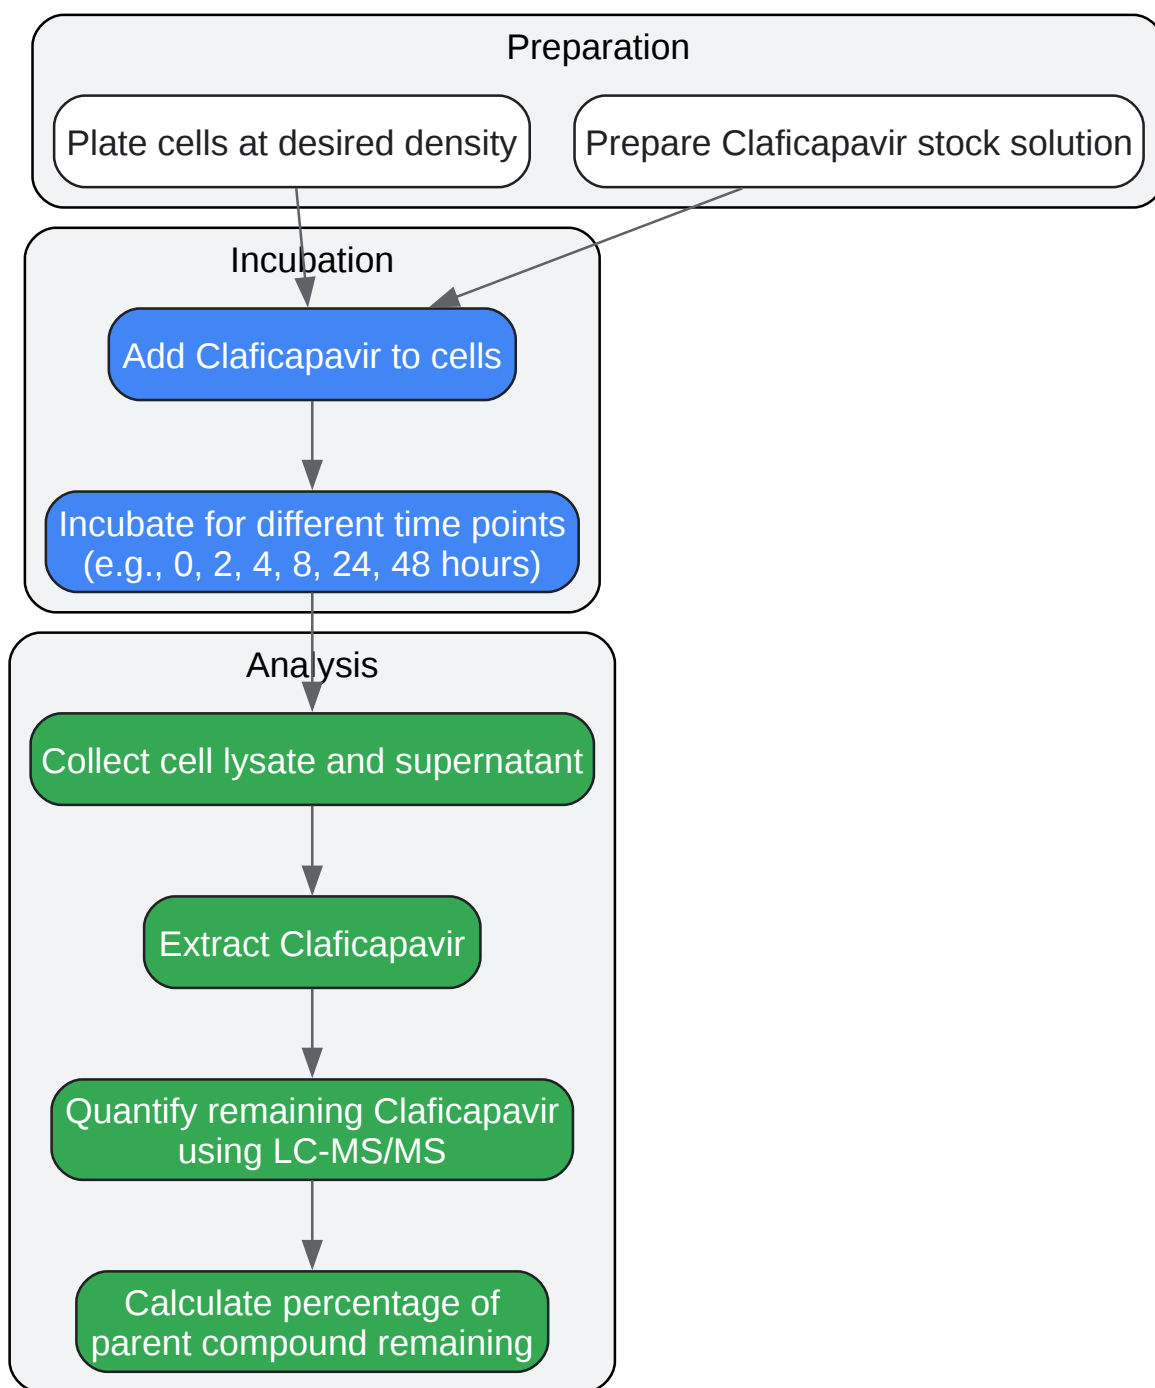 Preparation
Plate cells at desired density
Prepare Claficapavir stock solution
Incubation
Add Claficapavir to cells
Incubate for different time points
(e.g., 0, 2, 4, 8, 24, 48 hours)
Analysis
Collect cell lysate and supernatant
Extract Claficapavir
Quantify remaining Claficapavir
using LC-MS/MS
Calculate percentage of
parent compound remaining